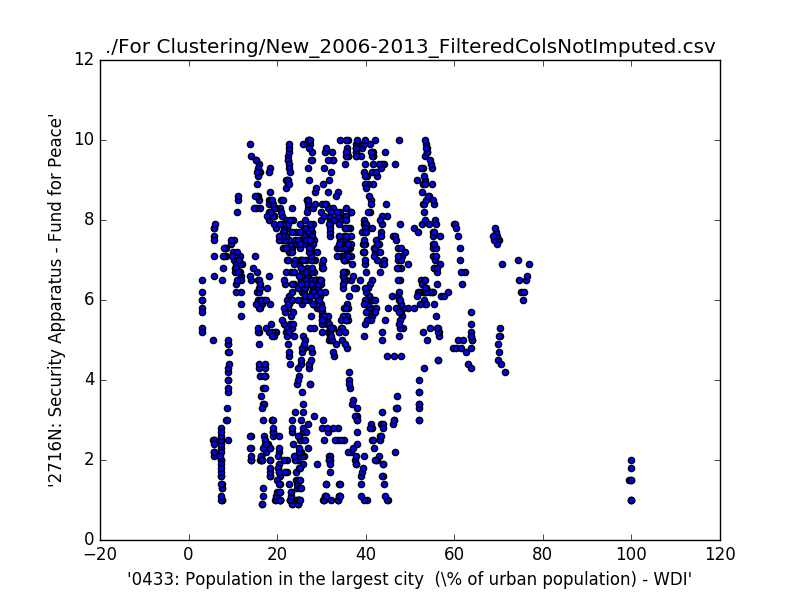 ./For Clustering/New_2006-2013_FilteredColsNotImputed.csv
12
10
8
6
4
2
0
'2716N: Security Apparatus - Fund for Peace'
−20 0 20 40 60 80 100 120
'0433: Population in the largest city  (\% of urban population) - WDI'